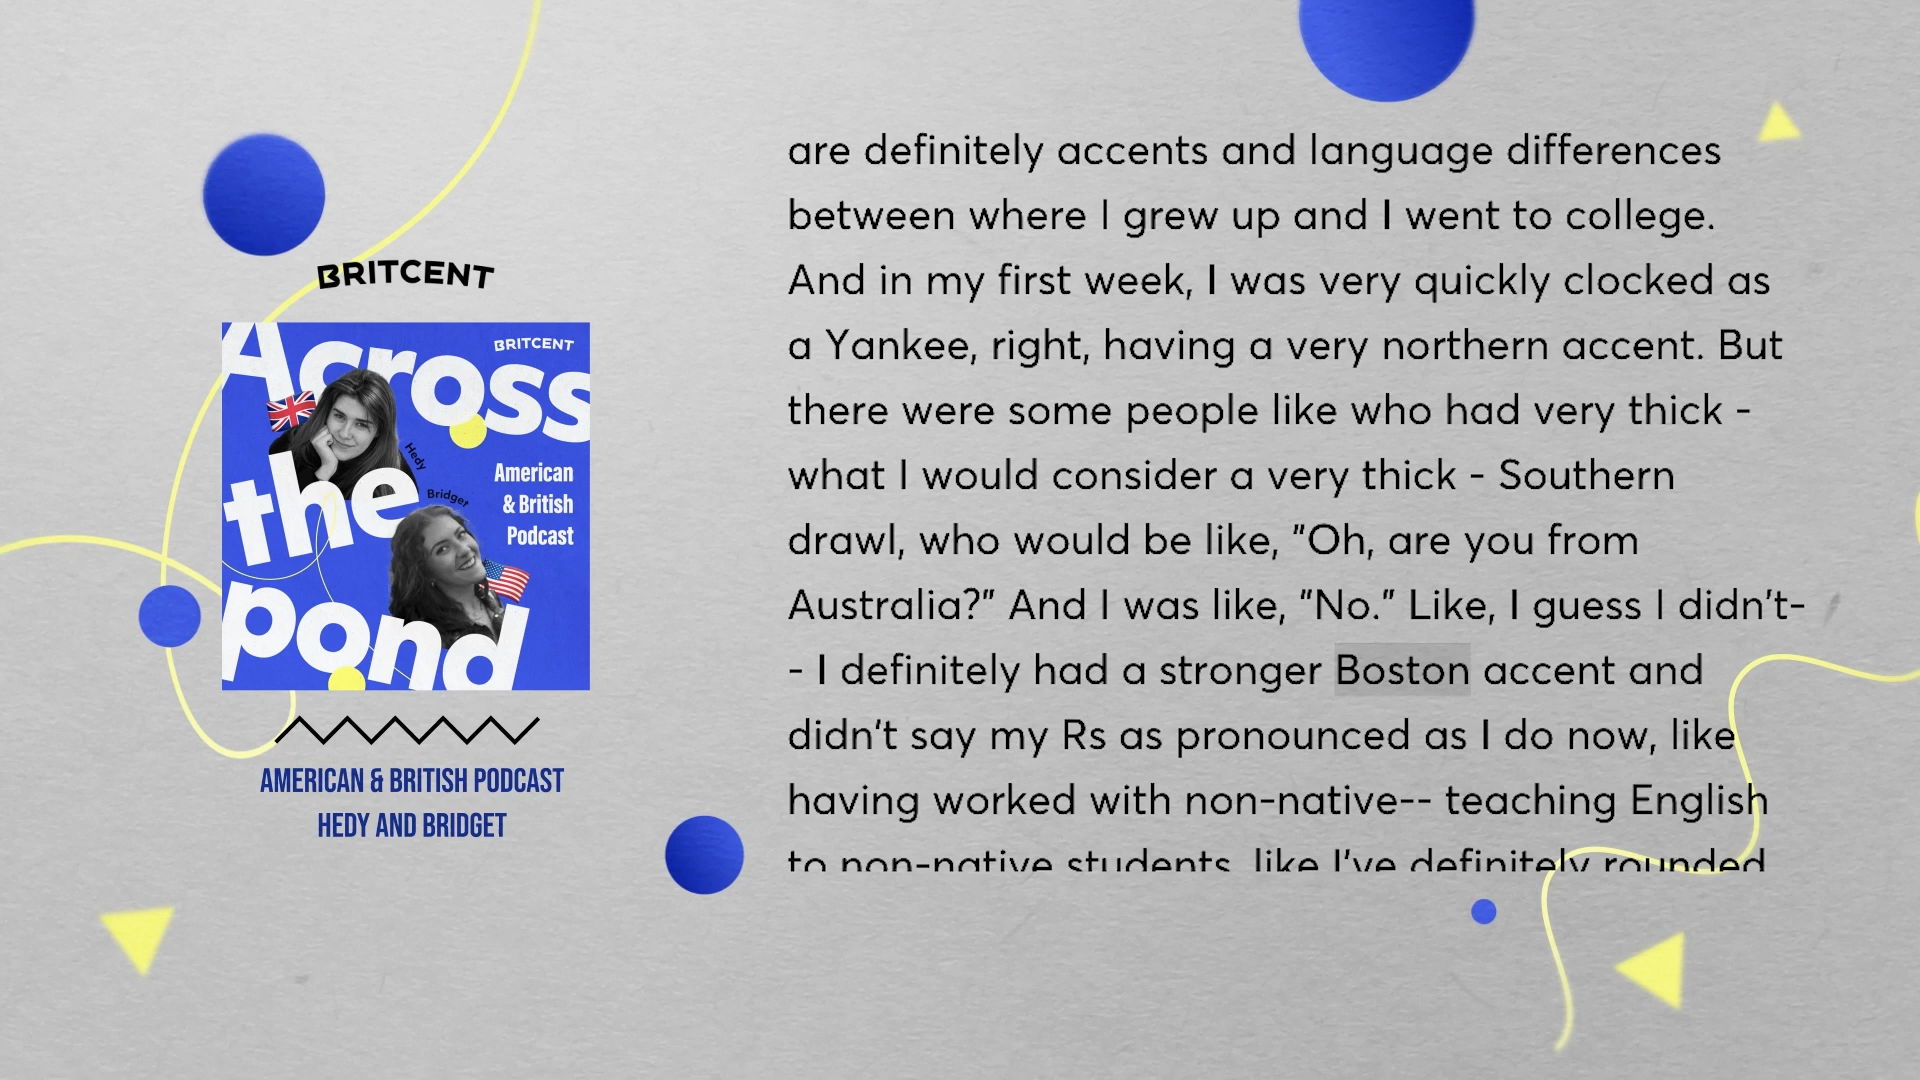 BRITCENT
Across
the
pond
BRITCENT
Hedy
Bridget
American
& British
Podcast
AMERICAN & BRITISH PODCAST
HEDY AND BRIDGET
are definitely accents and language differences
between where I grew up and I went to college.
And in my first week, I was very quickly clocked as
a Yankee, right, having a very northern accent. But
there were some people like who had very thick -
what I would consider a very thick - Southern
drawl, who would be like, "Oh, are you from
Australia?" And I was like, "No." Like, I guess I didn't-
- I definitely had a stronger Boston accent and
didn't say my Rs as pronounced as I do now, like
having worked with non-native-- teaching English
to non-native students, like I've definitely rounded